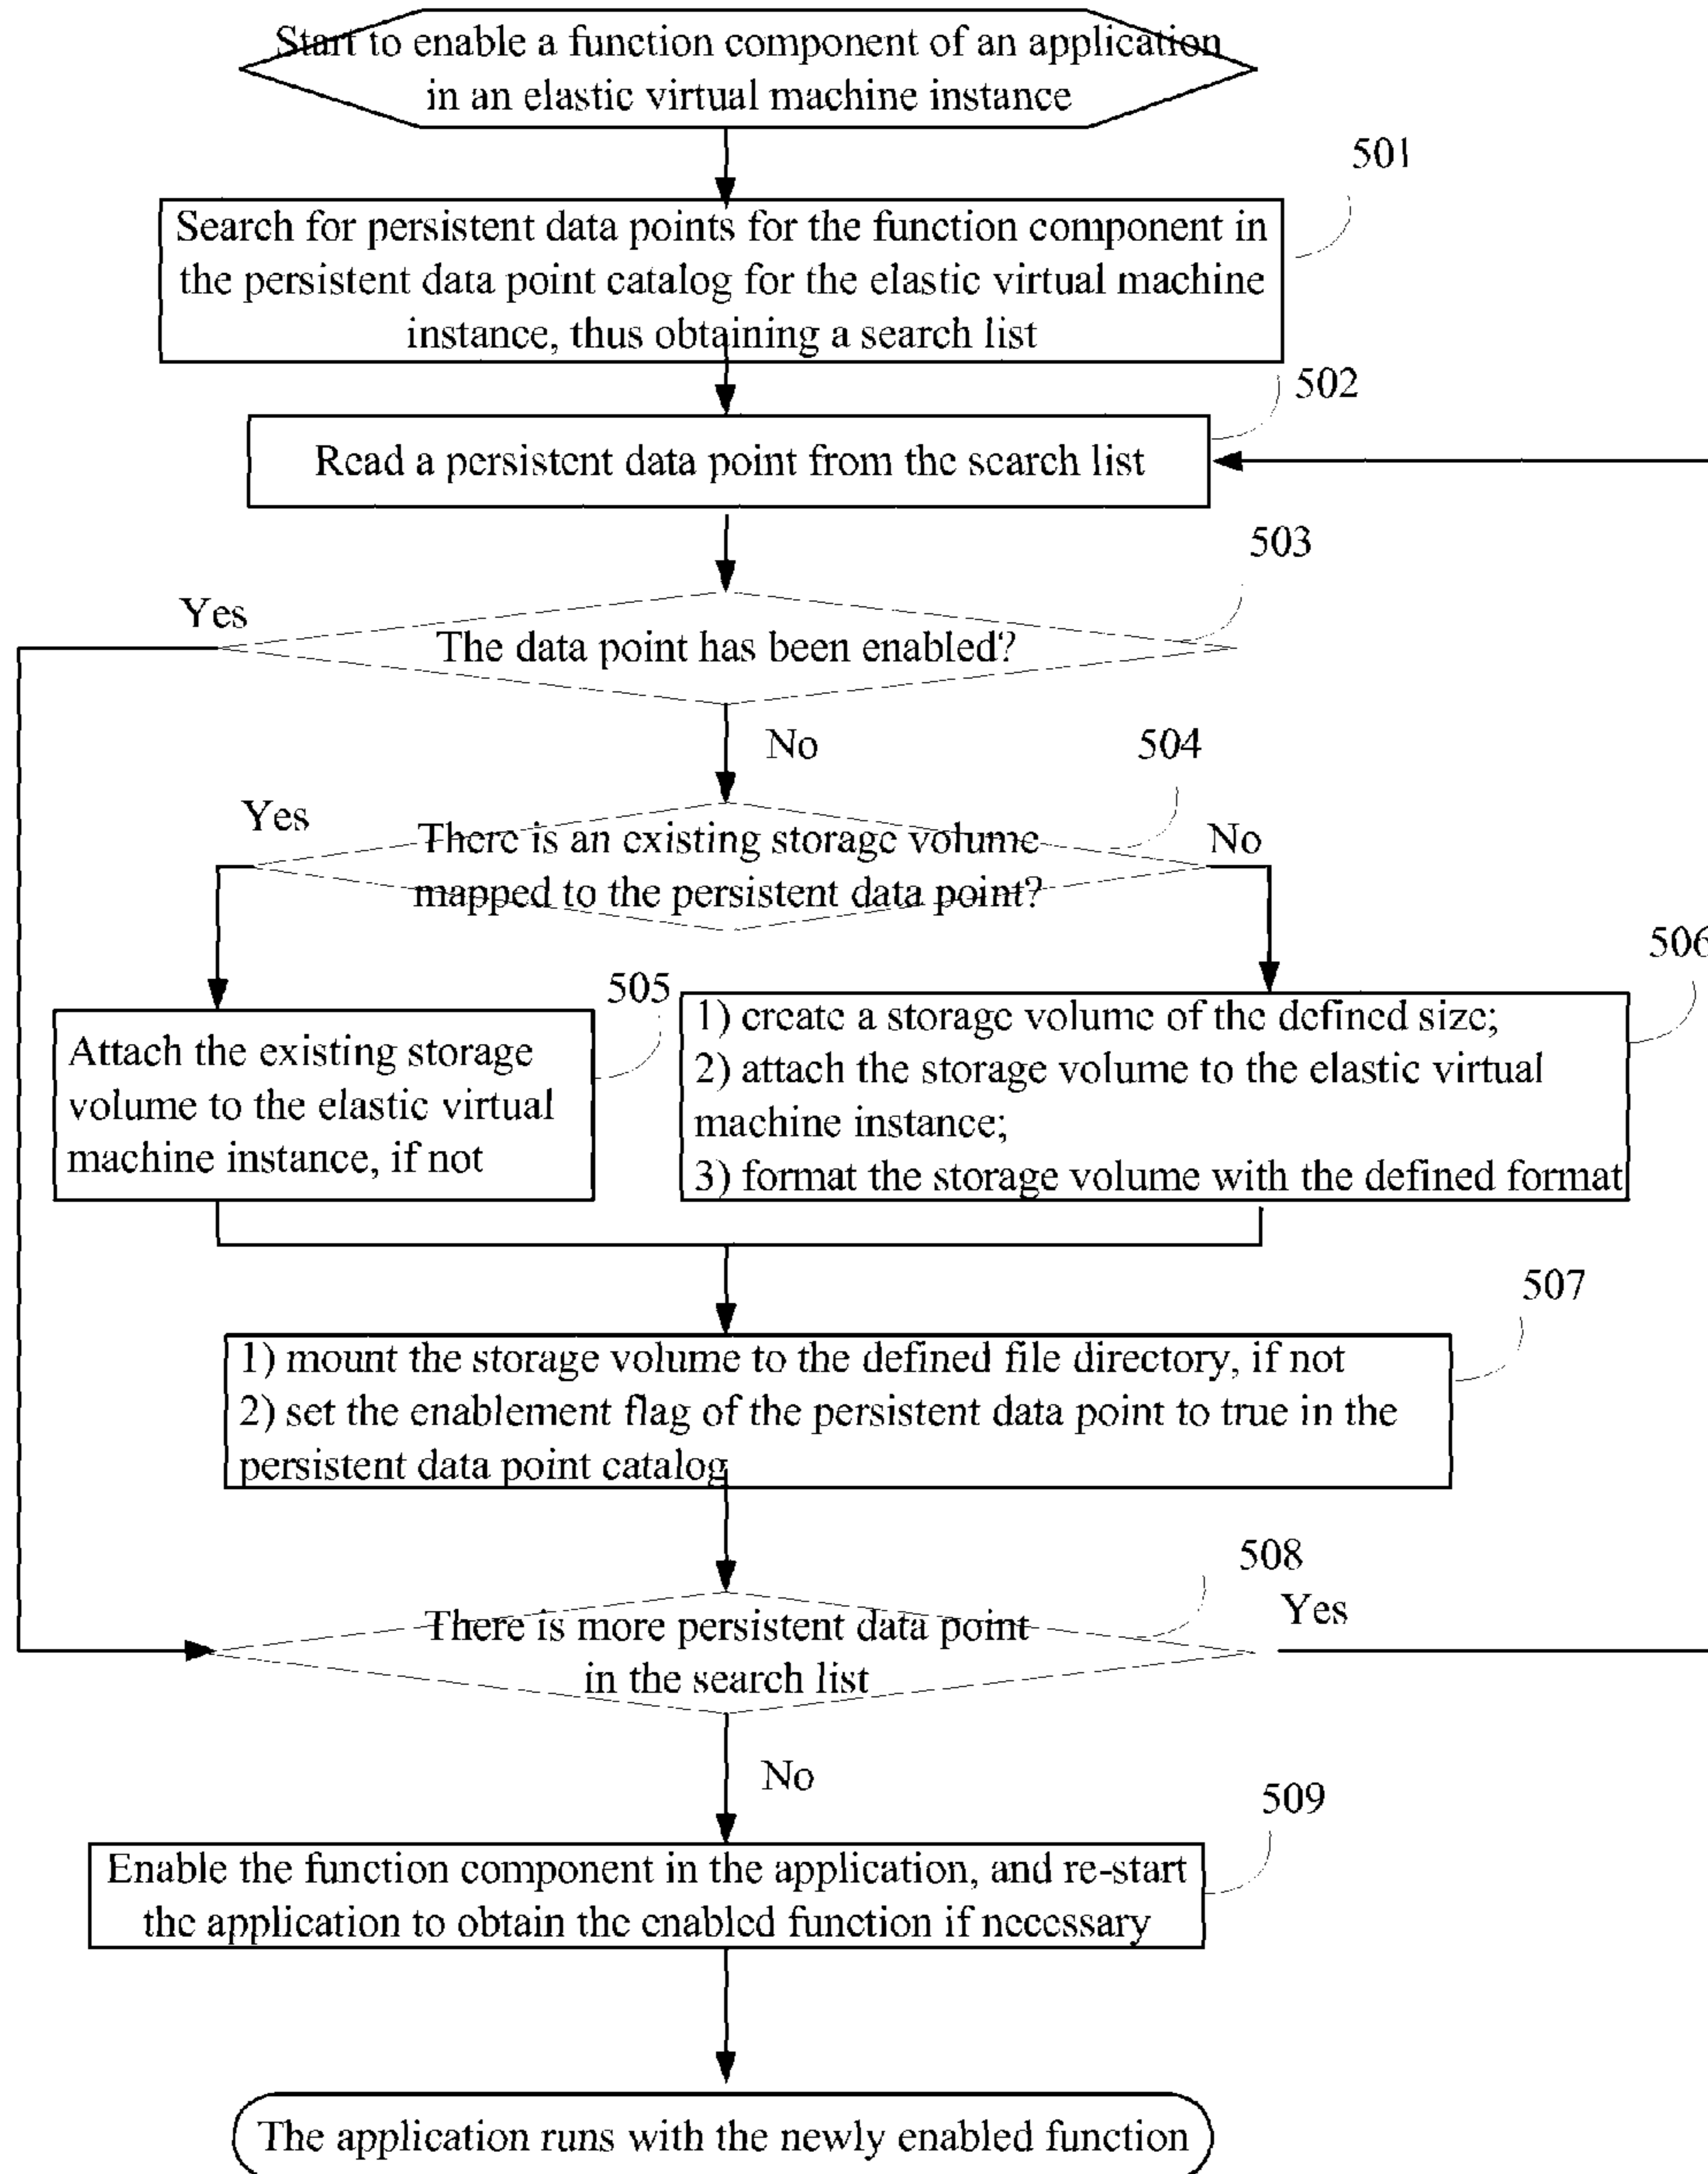 Start to enable a function component of an application
in an elastic virtual machine instance
501
Search for persistent data points for the function component in
the persistent data point catalog for the elastic virtual machine
instance, thus obtaining a search list
502
Read a persistent data point from the search list
503
Yes
The data point has been enabled?
No
504
Yes
There is an existing storage volume
mapped to the persistent data point?
No
506
505
Attach the existing storage
volume to the elastic virtual
machine instance, if not
1) create a storage volume of the defined size;
2) attach the storage volume to the elastic virtual
machine instance;
3) format the storage volume with the defined format
507
1) mount the storage volume to the defined file directory, if not
2) set the enablement flag of the persistent data point to true in the
persistent data point catalog
508
There is more persistent data point
in the search list
Yes
No
509
Enable the function component in the application, and re-start
the application to obtain the enabled function if necessary
The application runs with the newly enabled function